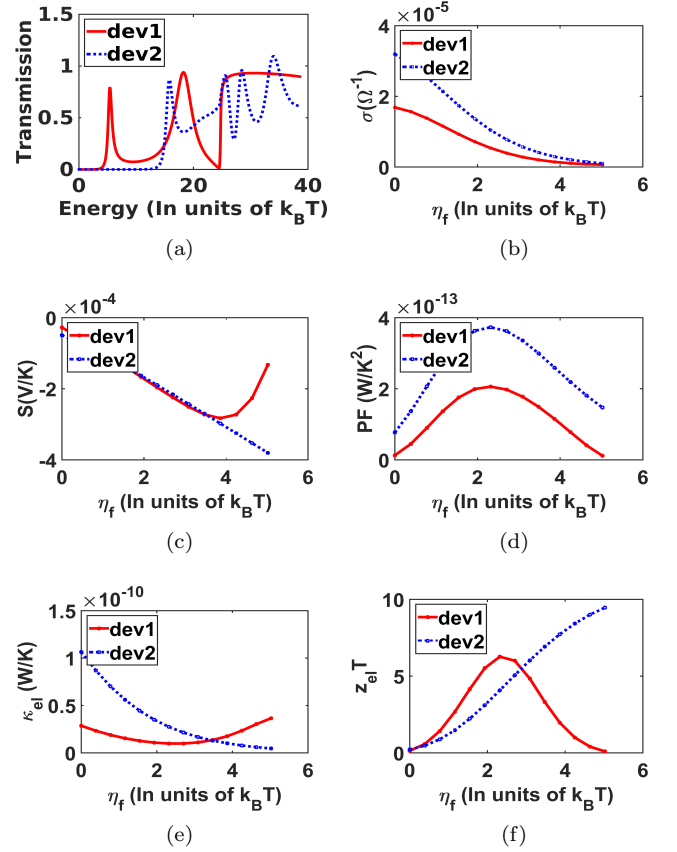 1.5
1
0.5
0
Transmission
dev1
dev2
0 20 40
Energy (In units of k_BT)
(a)
×10^-5
4
2
0
σ(Ω^-1)
dev1
dev2
0 2 4 6
η_f (In units of k_BT)
(b)
×10^-4
0
-2
-4
S(V/K)
dev1
dev2
0 2 4 6
η_f (In units of k_BT)
(c)
×10^-13
4
2
0
PF (W/K^2)
dev1
dev2
0 2 4 6
η_f (In units of k_BT)
(d)
×10^-10
1.5
1
0.5
0
κ_el (W/K)
dev1
dev2
0 2 4 6
η_f (In units of k_BT)
(e)
10
5
0
z_elT
dev1
dev2
0 2 4 6
η_f (In units of k_BT)
(f)